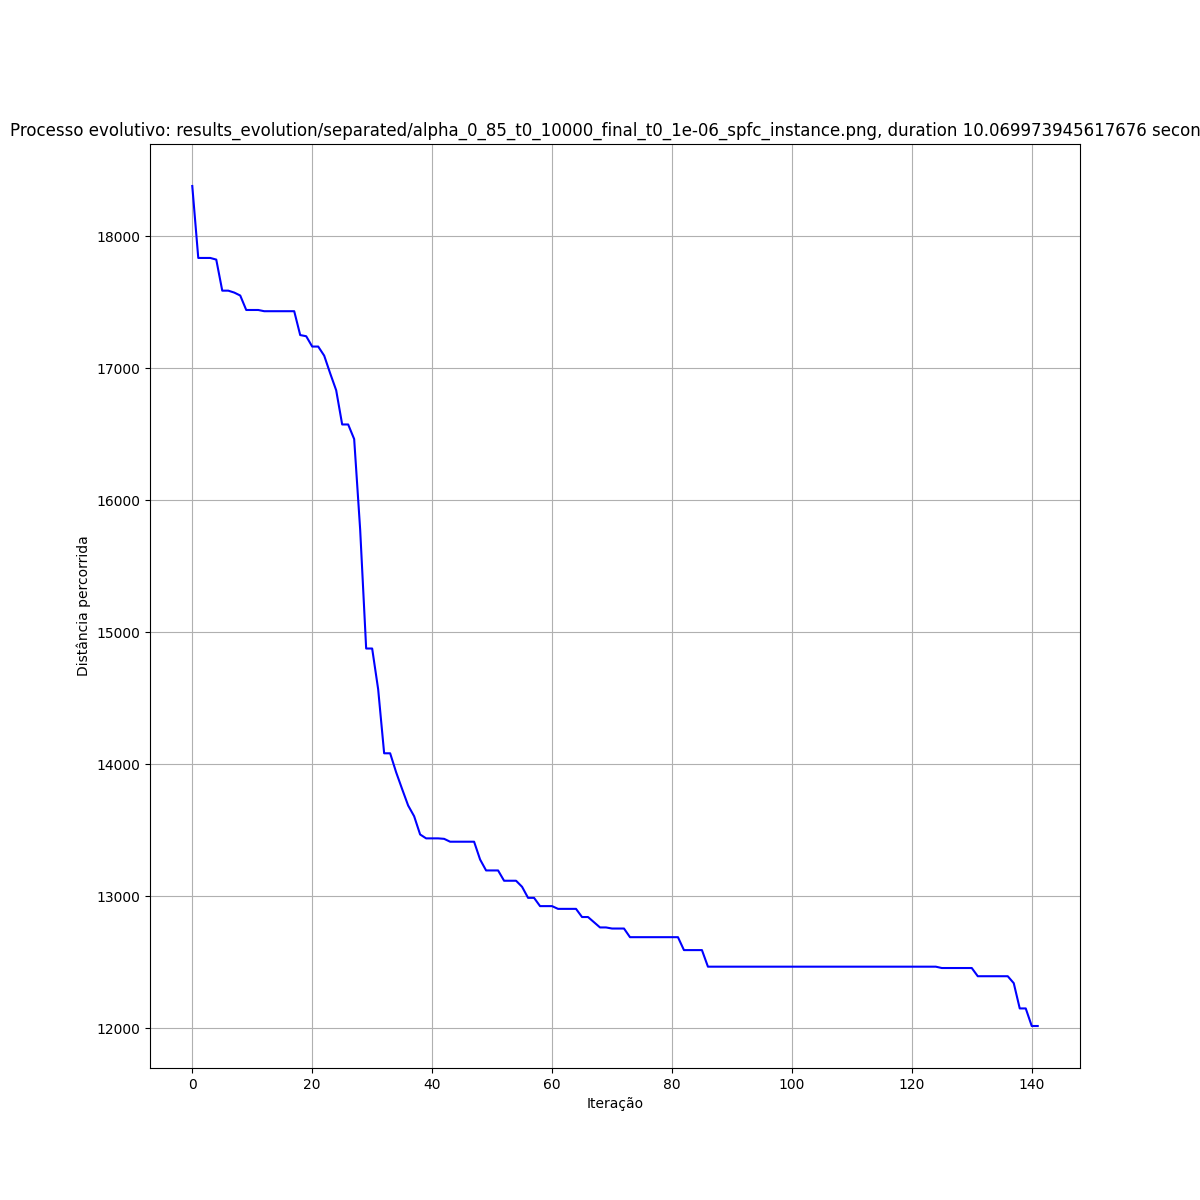 Processo evolutivo: results_evolution/separated/alpha_0_85_t0_10000_final_t0_1e-06_spfc_instance.png, duration 10.069973945617676 secon
18000
17000
16000
15000
14000
13000
12000
Distância percorrida
0 20 40 60 80 100 120 140
Iteração